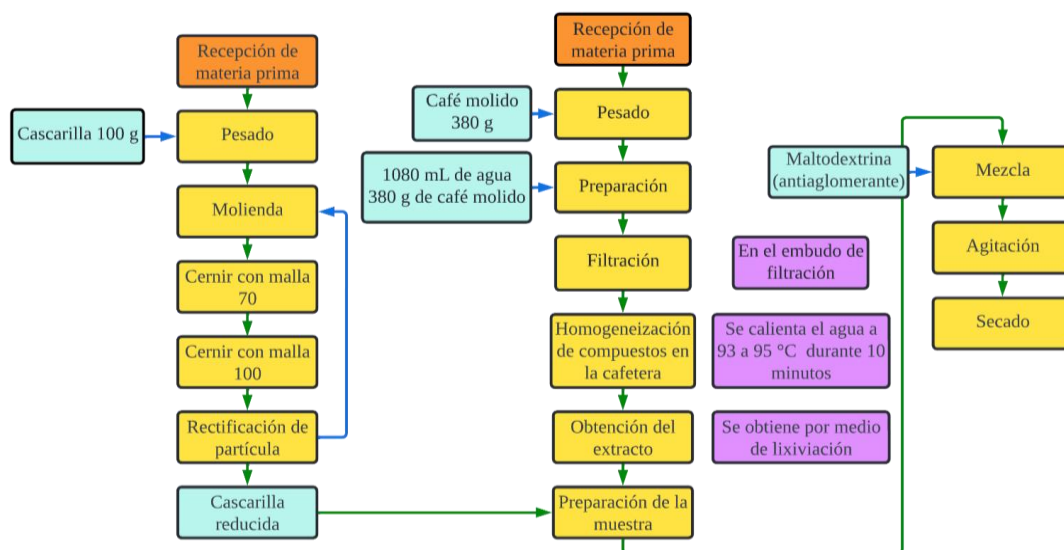 Recepción de
materia prima
Cascarilla 100 g
Pesado
Molienda
Cernir con malla
70
Cernir con malla
100
Rectificación de
partícula
Cascarilla
reducida
Recepción de
materia prima
Café molido
380 g
Pesado
1080 mL de agua
380 g de café molido
Preparación
Filtración
En el embudo de
filtración
Homogeneización
de compuestos en
la cafetera
Se calienta el agua a
93 a 95 °C durante 10
minutos
Obtención del
extracto
Se obtiene por medio
de lixiviación
Preparación de la
muestra
Maltodextrina
(antiaglomerante)
Mezcla
Agitación
Secado